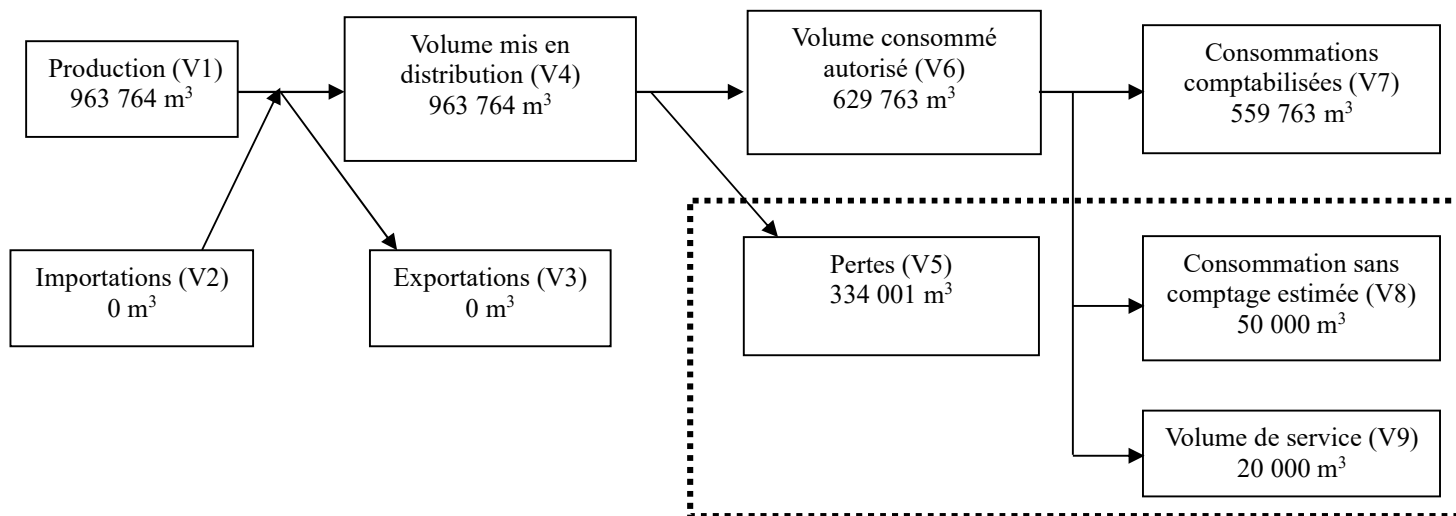 Production (V1)
963 764 m³
Volume mis en
distribution (V4)
963 764 m³
Volume consommé
autorisé (V6)
629 763 m³
Consommations
comptabilisées (V7)
559 763 m³
Importations (V2)
0 m³
Exportations (V3)
0 m³
Pertes (V5)
334 001 m³
Consommation sans
comptage estimée (V8)
50 000 m³
Volume de service (V9)
20 000 m³